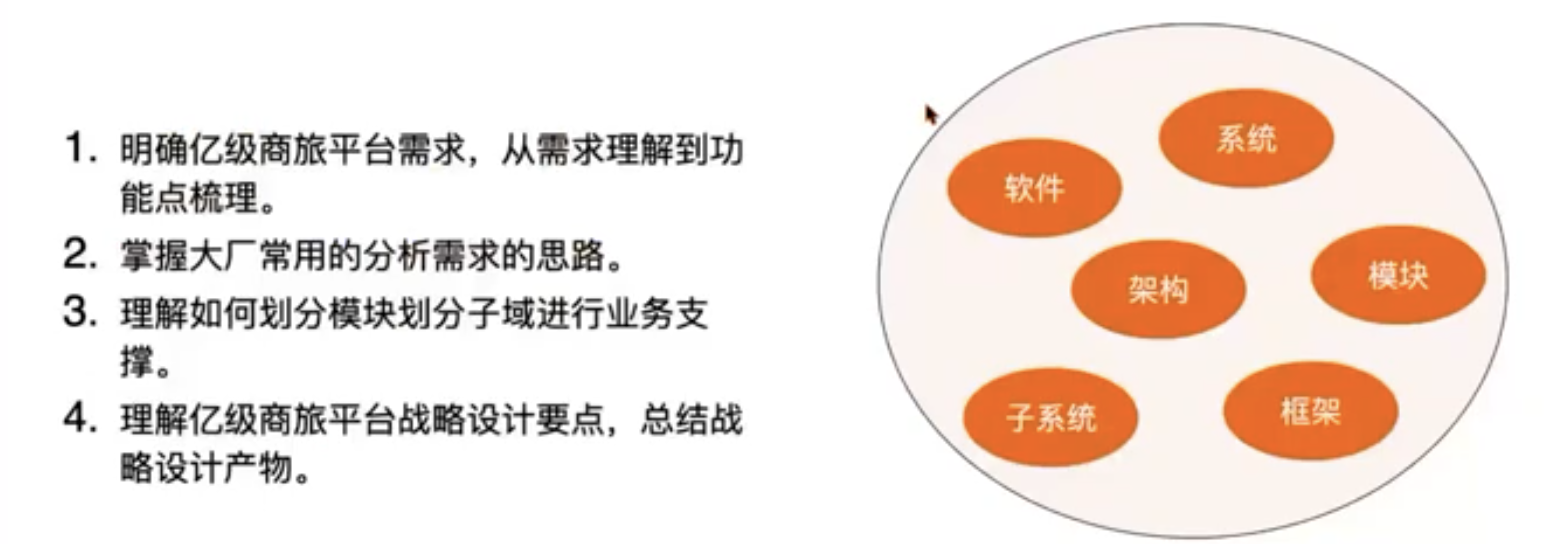 1. 明确亿级商旅平台需求，从需求理解到功
能点梳理。
2. 掌握大厂常用的分析需求的思路。
3. 理解如何划分模块划分子域进行业务支
撑。
4. 理解亿级商旅平台战略设计要点，总结战
略设计产物。
系统
软件
架构
模块
子系统
框架